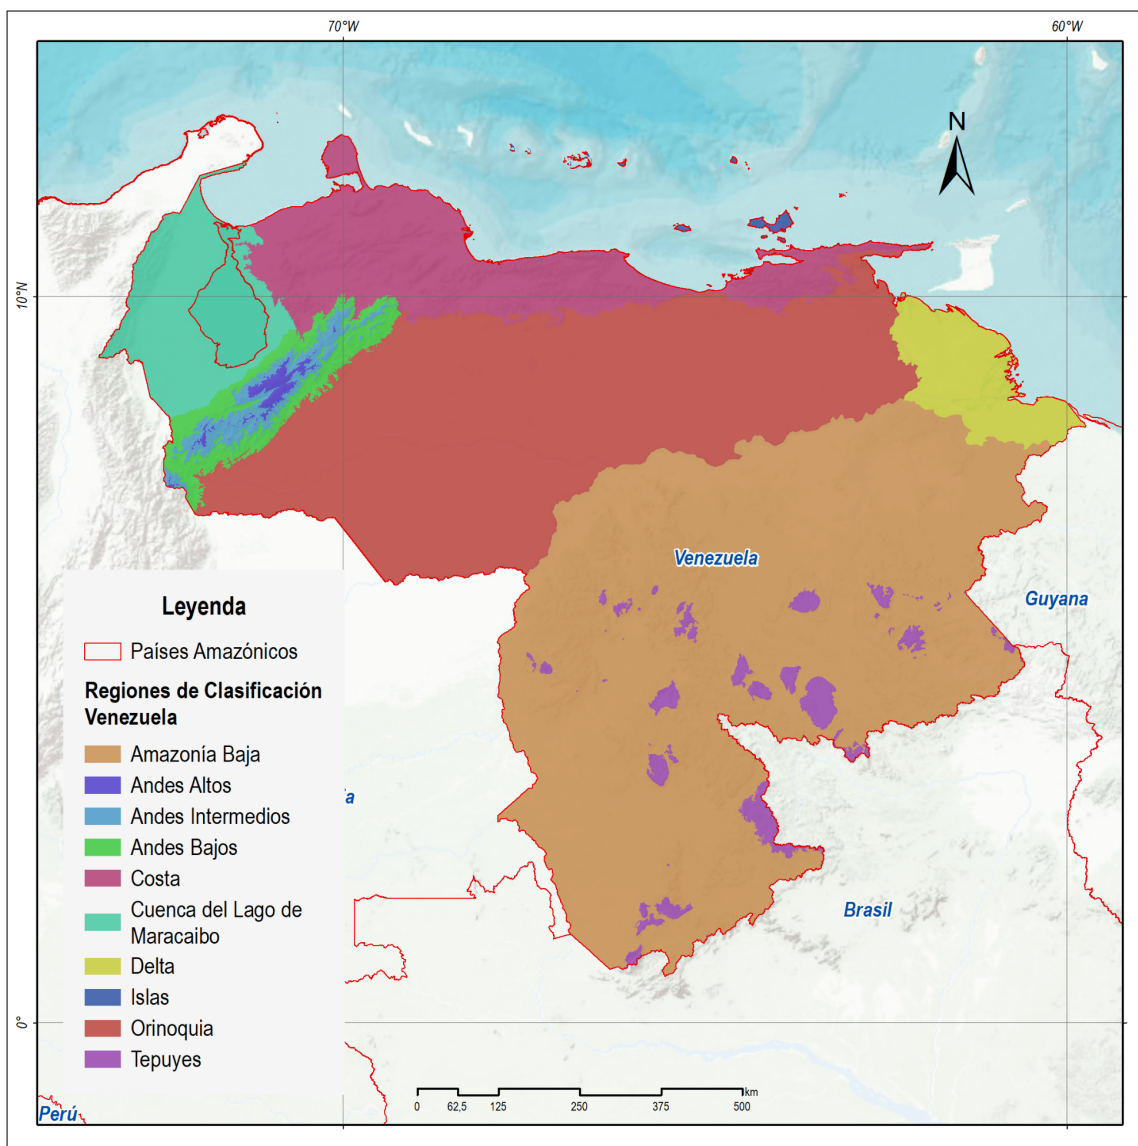 70°W
60°W
N
10°N
Venezuela
Guyana
Leyenda
Países Amazónicos
Regiones de Clasificación
Venezuela
Amazonía Baja
Andes Altos
ia
Andes Intermedios
Andes Bajos
Costa
Cuenca del Lago de
Maracaibo
Brasil
Delta
Islas
0°
Orinoquia
Tepuyes
km
0 62,5 125 250 375 500
Perú